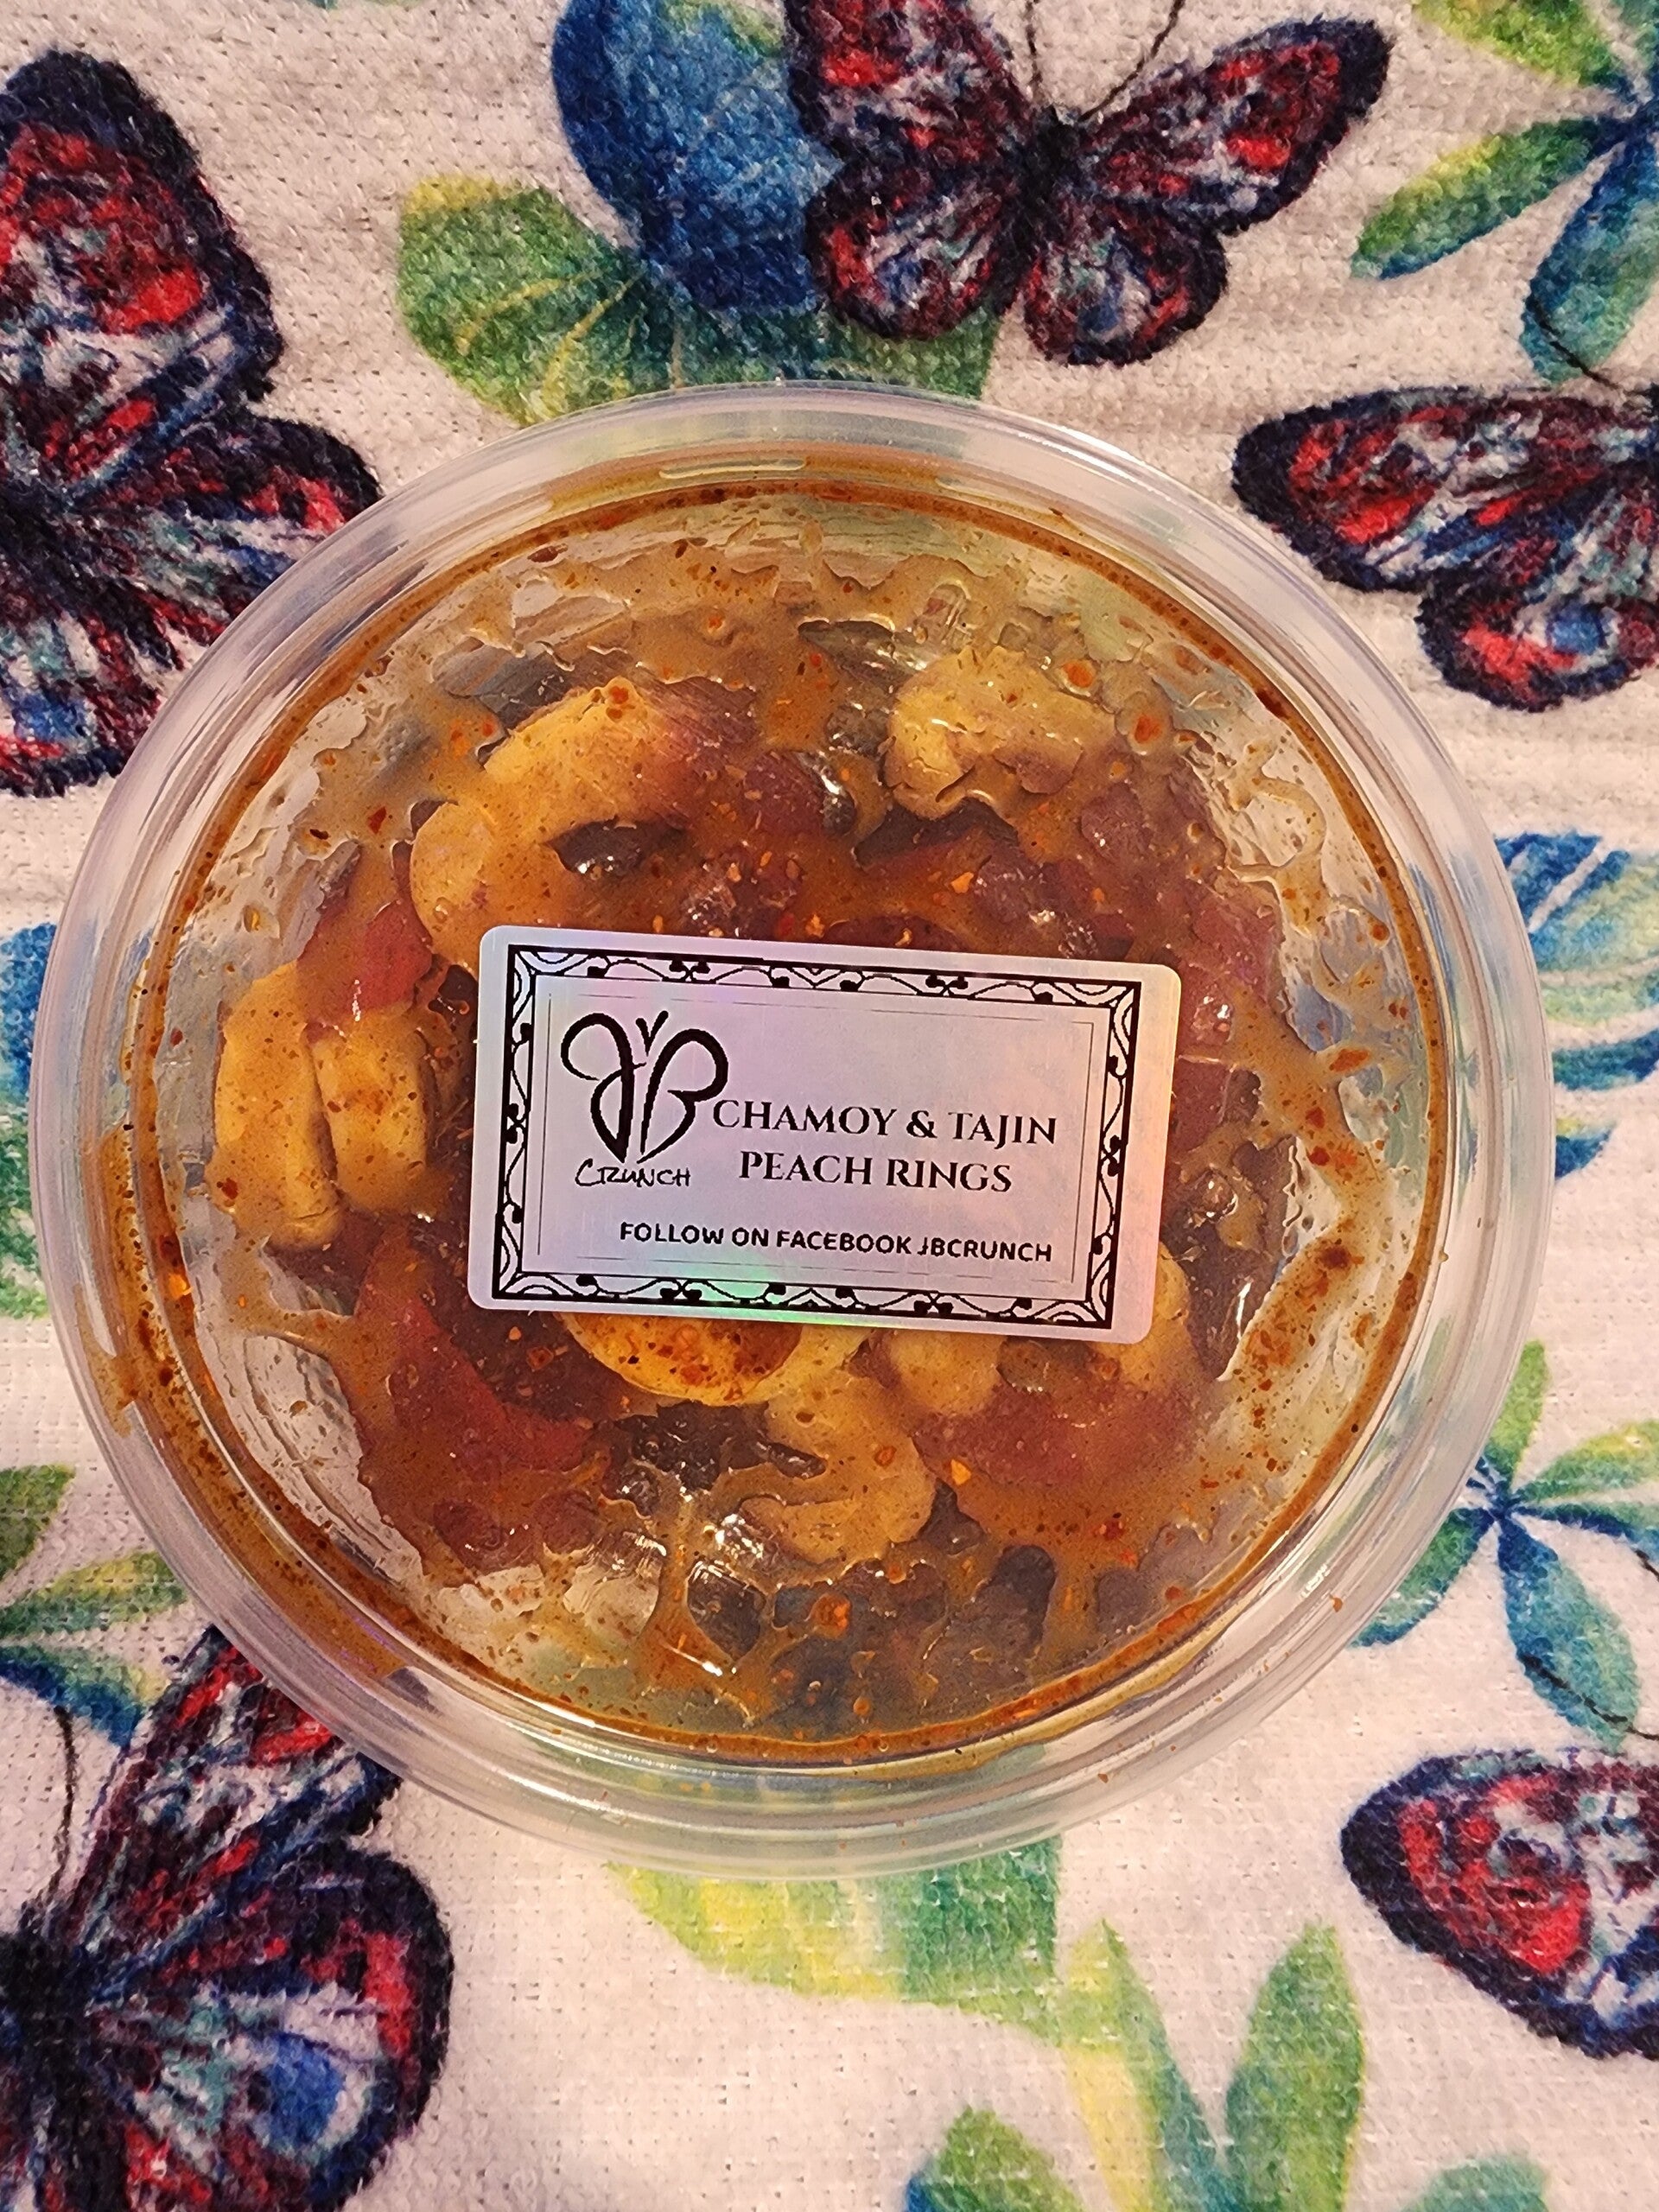 JB
CRUNCH
CHAMOY & TAJIN
PEACH RINGS
FOLLOW ON FACEBOOK JBCRUNCH